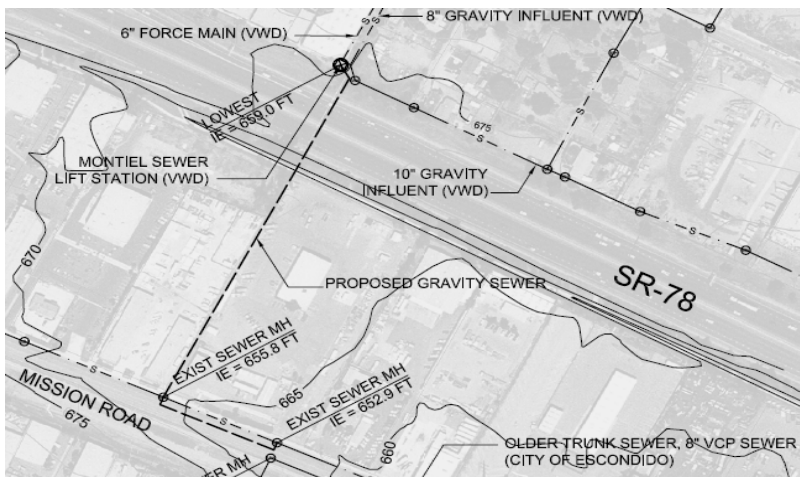 8" GRAVITY INFLUENT (VWD)
6" FORCE MAIN (VWD)
S
S
LOWEST
IE = 659.0 FT
675
S
S
MONTIEL SEWER
LIFT STATION (VWD)
10" GRAVITY
INFLUENT (VWD)
S
670
PROPOSED GRAVITY SEWER
SR-78
EXIST SEWER MH
IE = 655.8 FT
S
665
EXIST SEWER MH
IE = 652.9 FT
MISSION ROAD
675
S
660
OLDER TRUNK SEWER, 8" VCP SEWER
(CITY OF ESCONDIDO)
MH